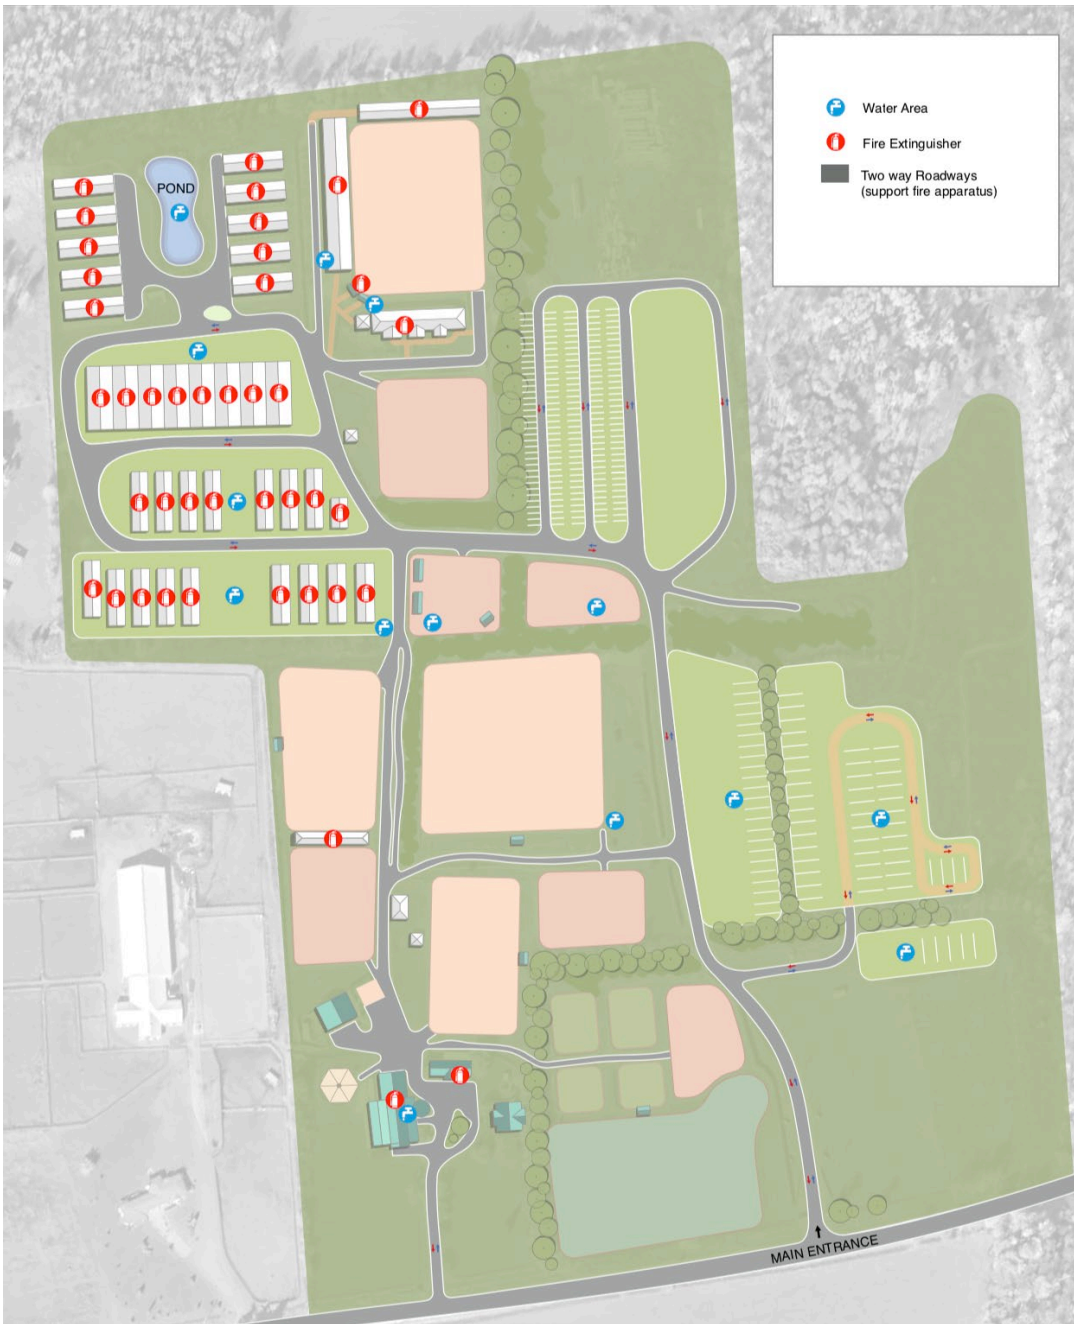 Water Area
Fire Extinguisher
Two way Roadways
(support fire apparatus)
POND
MAIN ENTRANCE